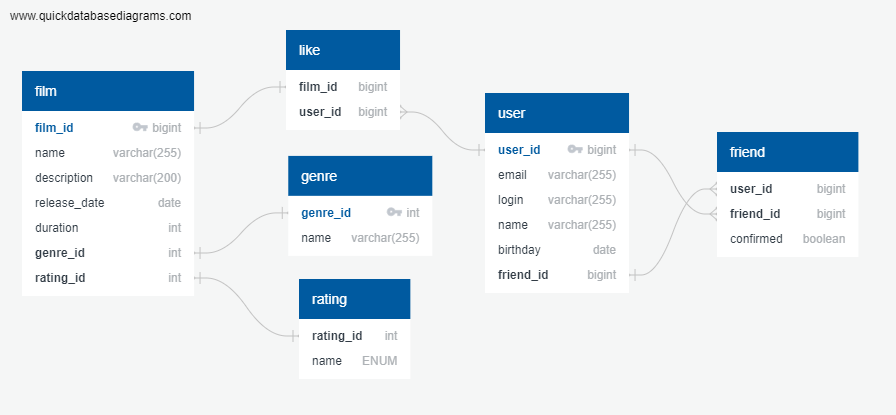 www.quickdatabasediagrams.com
film
film_id bigint
name varchar(255)
description varchar(200)
release_date date
duration int
genre_id int
rating_id int
like
film_id bigint
user_id bigint
genre
genre_id int
name varchar(255)
rating
rating_id int
name ENUM
user
user_id bigint
email varchar(255)
login varchar(255)
name varchar(255)
birthday date
friend_id bigint
friend
user_id bigint
friend_id bigint
confirmed boolean